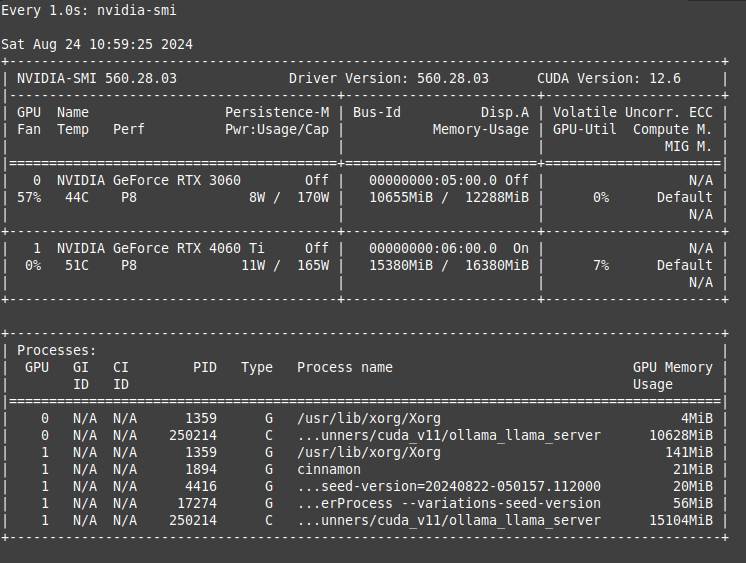 Every 1.0s: nvidia-smi

Sat Aug 24 10:59:25 2024
+-----------------------------------------------------------------------------------------+
| NVIDIA-SMI 560.28.03              Driver Version: 560.28.03      CUDA Version: 12.6     |
|-----------------------------------------+------------------------+----------------------+
| GPU  Name                 Persistence-M | Bus-Id          Disp.A | Volatile Uncorr. ECC |
| Fan  Temp   Perf          Pwr:Usage/Cap |           Memory-Usage | GPU-Util  Compute M. |
|                                         |                        |               MIG M. |
|=========================================+========================+======================|
|   0  NVIDIA GeForce RTX 3060        Off |   00000000:05:00.0 Off |                  N/A |
| 57%   44C    P8              8W /  170W |   10655MiB /  12288MiB |      0%      Default |
|                                         |                        |                  N/A |
+-----------------------------------------+------------------------+----------------------+
|   1  NVIDIA GeForce RTX 4060 Ti     Off |   00000000:06:00.0  On |                  N/A |
|  0%   51C    P8             11W /  165W |   15380MiB /  16380MiB |      7%      Default |
|                                         |                        |                  N/A |
+-----------------------------------------+------------------------+----------------------+

+-----------------------------------------------------------------------------------------+
| Processes:                                                                              |
|  GPU   GI   CI        PID   Type   Process name                              GPU Memory |
|        ID   ID                                                               Usage      |
|=========================================================================================|
|    0   N/A  N/A      1359      G   /usr/lib/xorg/Xorg                              4MiB |
|    0   N/A  N/A    250214      C   ...unners/cuda_v11/ollama_llama_server      10628MiB |
|    1   N/A  N/A      1359      G   /usr/lib/xorg/Xorg                            141MiB |
|    1   N/A  N/A      1894      G   cinnamon                                       21MiB |
|    1   N/A  N/A      4416      G   ...seed-version=20240822-050157.112000         20MiB |
|    1   N/A  N/A     17274      G   ...erProcess --variations-seed-version         56MiB |
|    1   N/A  N/A    250214      C   ...unners/cuda_v11/ollama_llama_server      15104MiB |
+-----------------------------------------------------------------------------------------+